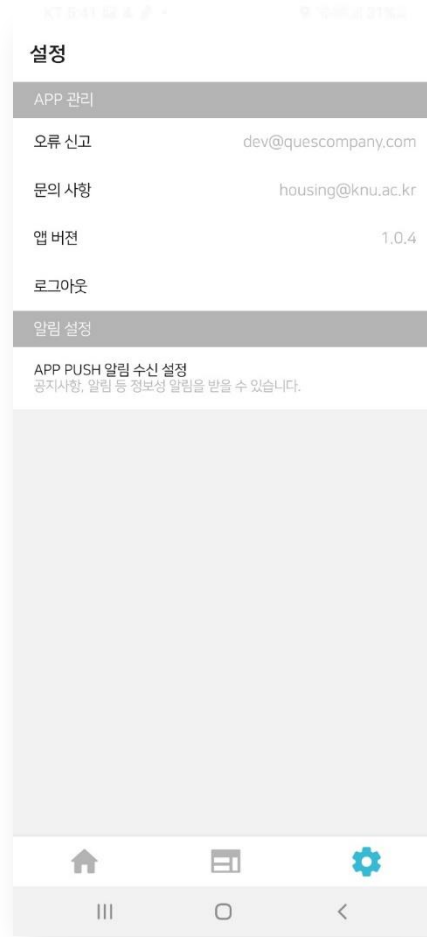 설정
APP 관리
오류 신고 dev@quescompany.com
문의 사항 housing@knu.ac.kr
앱 버젼 1.0.4
로그아웃
알림 설정
APP PUSH 알림 수신 설정
공지사항, 알림 등 정보성 알림을 받을 수 있습니다.